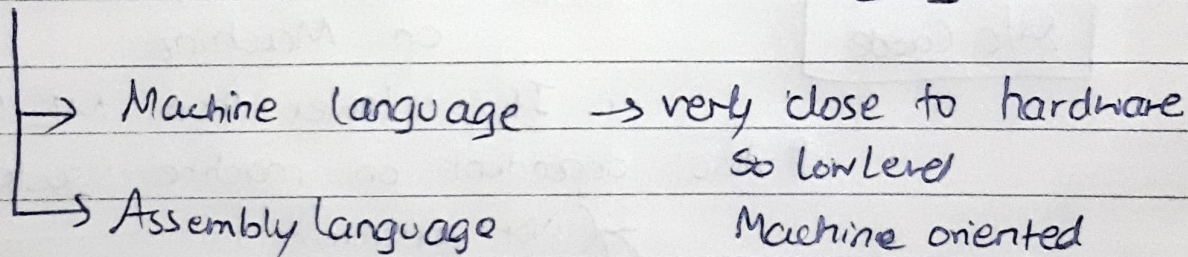 → Machine language → very close to hardware
so low level
→ Assembly language Machine oriented